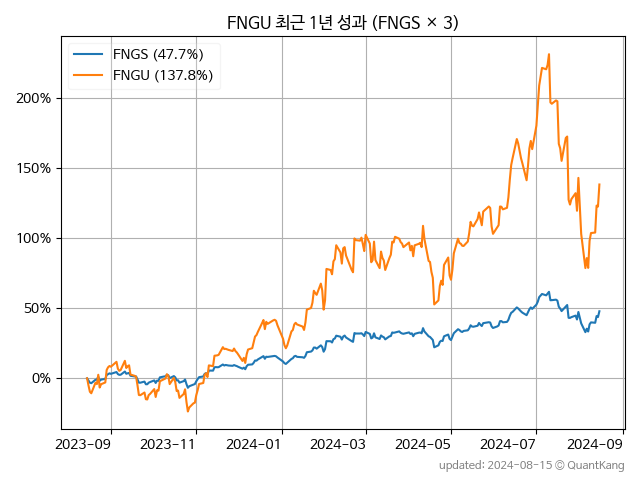 FNGU 최근 1년 성과 (FNGS × 3)
FNGS (47.7%)
FNGU (137.8%)
200%
150%
100%
50%
0%
2023-09 2023-11 2024-01 2024-03 2024-05 2024-07 2024-09
updated: 2024-08-15 © QuantKang